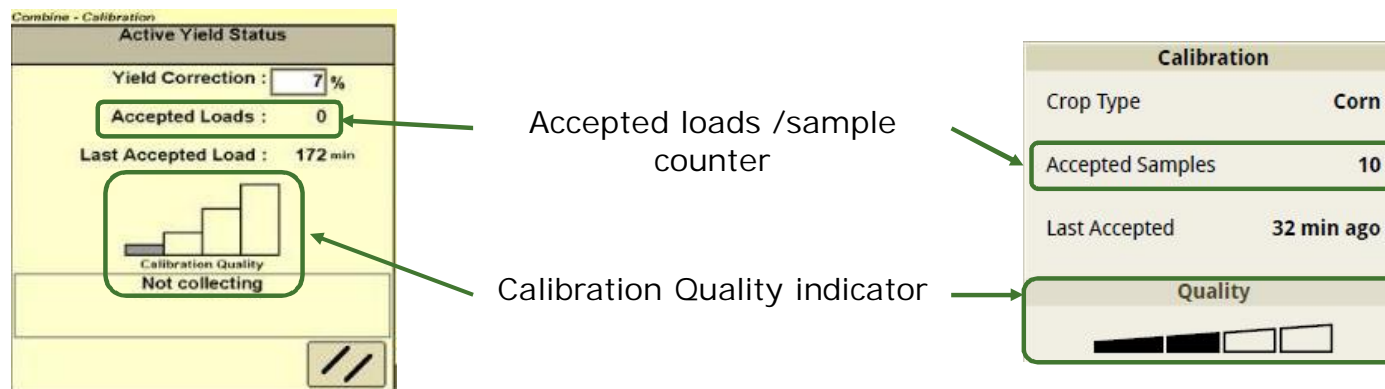 Combine - Calibration
Active Yield Status
Yield Correction : 7 %
Accepted Loads : 0
Last Accepted Load : 172 min
Calibration Quality
Not collecting
Accepted loads /sample
counter
Calibration Quality indicator
Calibration
Crop Type Corn
Accepted Samples 10
Last Accepted 32 min ago
Quality